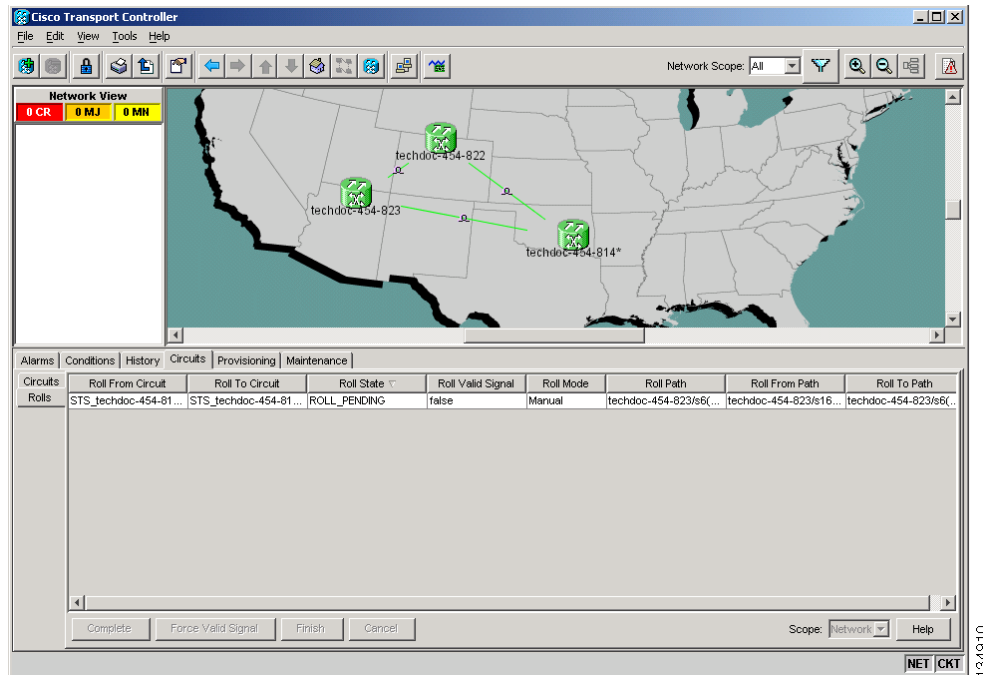 Cisco Transport Controller
File Edit View Tools Help
Network Scope: All
Network View
0 CR 0 MJ 0 MN
techdoc-454-822
techdoc-454-823
techdoc-454-814*
Alarms Conditions History Circuits Provisioning Maintenance
Circuits
Rolls
Roll From Circuit Roll To Circuit Roll State Roll Valid Signal Roll Mode Roll Path Roll From Path Roll To Path
STS_techdoc-454-81... STS_techdoc-454-81... ROLL_PENDING false Manual techdoc-454-823/s6(... techdoc-454-823/s16... techdoc-454-823/s6(..
Complete Force Valid Signal Finish Cancel
Scope: Network Help
NET CKT
134910